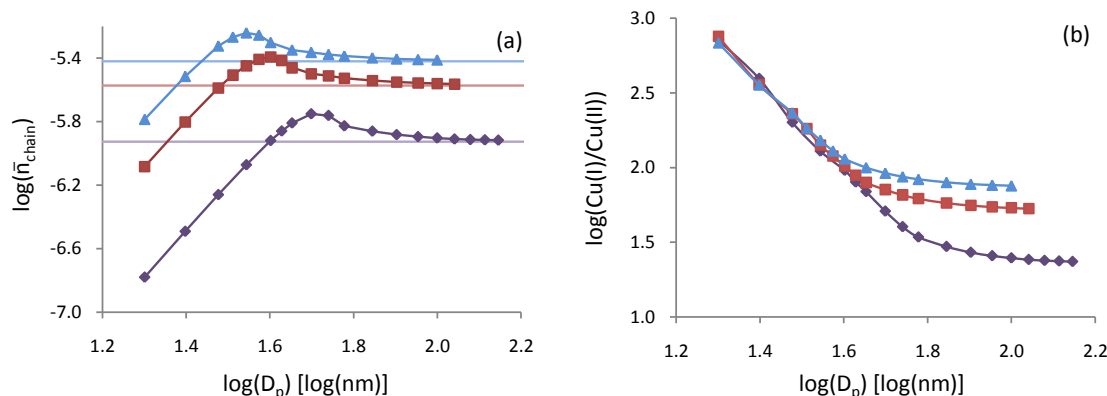 (a)
log(n̄chain)
-5.4
-5.8
-6.2
-6.6
-7.0
1.2 1.4 1.6 1.8 2.0 2.2
log(Dp) [log(nm)]
(b)
log(Cu(I)/Cu(II))
3.0
2.5
2.0
1.5
1.0
1.2 1.4 1.6 1.8 2.0 2.2
log(Dp) [log(nm)]